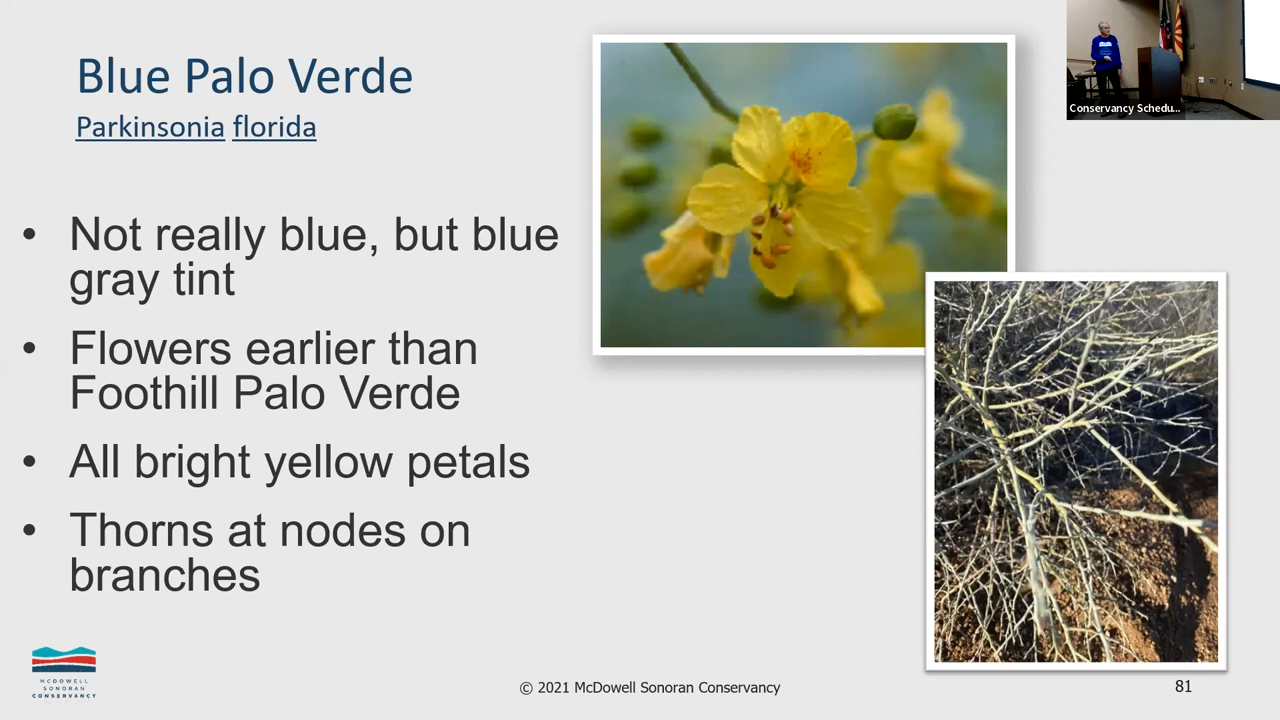 Blue Palo Verde
Parkinsonia florida
• Not really blue, but blue
gray tint
• Flowers earlier than
Foothill Palo Verde
• All bright yellow petals
• Thorns at nodes on
branches
Conservancy Schedu...
MCDOWELL
SONORAN
CONSERVANCY
© 2021 McDowell Sonoran Conservancy
81